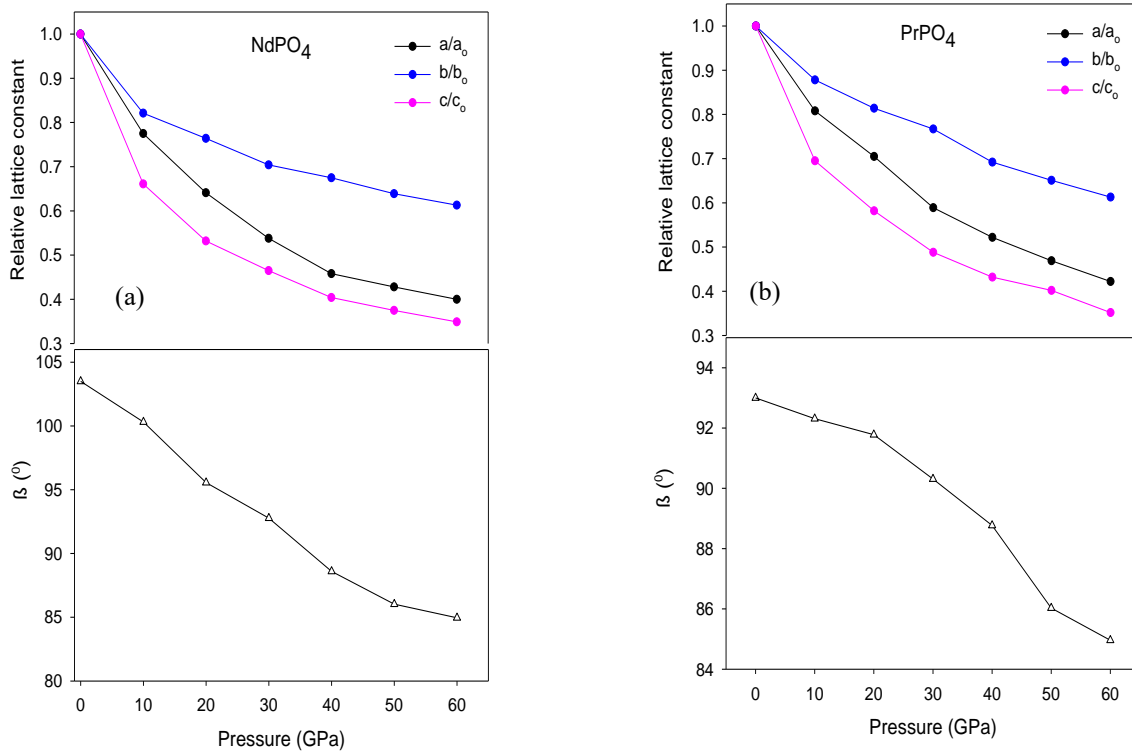 NdPO4
a/ao
b/bo
c/co
Relative lattice constant
1.0
0.9
0.8
0.7
0.6
0.5
0.4
0.3
(a)
ß (o)
105
100
95
90
85
80
0 10 20 30 40 50 60
Pressure (GPa)
PrPO4
a/ao
b/bo
c/co
Relative lattice constant
1.0
0.9
0.8
0.7
0.6
0.5
0.4
0.3
(b)
ß (o)
94
92
90
88
86
84
0 10 20 30 40 50 60
Pressure (GPa)